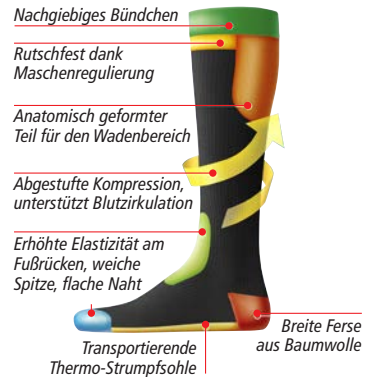 Nachgiebiges Bündchen
Rutschfest dank
Maschenregulierung
Anatomisch geformter
Teil für den Wadenbereich
Abgestufte Kompression,
unterstützt Blutzirkulation
Erhöhte Elastizität am
Fußrücken, weiche
Spitze, flache Naht
Breite Ferse
aus Baumwolle
Transportierende
Thermo-Strumpfsohle